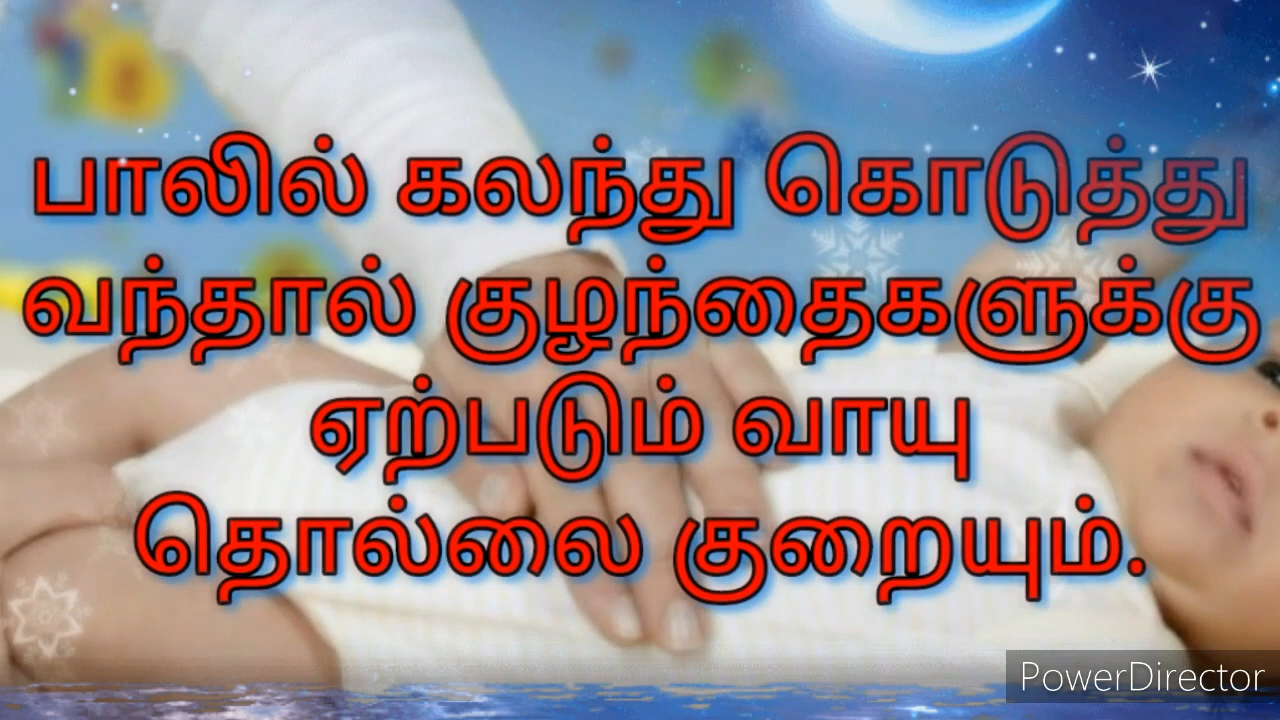 பாலில் கலந்து கொடுத்து
வந்தால் குழந்தைகளுக்கு
ஏற்படும் வாயு
தொல்லை குறையும்.
PowerDirector